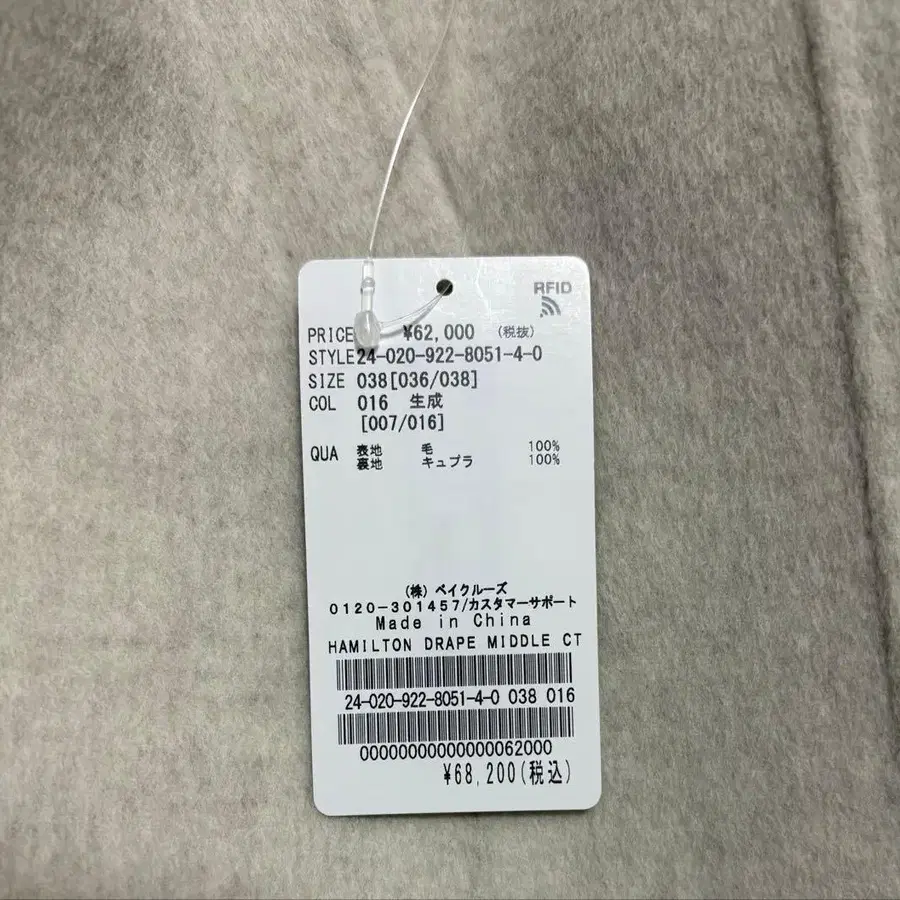 RFID
PRICE ¥62,000 (税抜)
STYLE 24-020-922-8051-4-0
SIZE 038[036/038]
COL 016 生成
[007/016]
QUA 表地 毛 100%
裏地 キュプラ 100%
(株) ベイクルーズ
0120-301457/カスタマーサポート
Made in China
HAMILTON DRAPE MIDDLE CT
24-020-922-8051-4-0 038 016
00000000000000062000
¥68,200(税込)